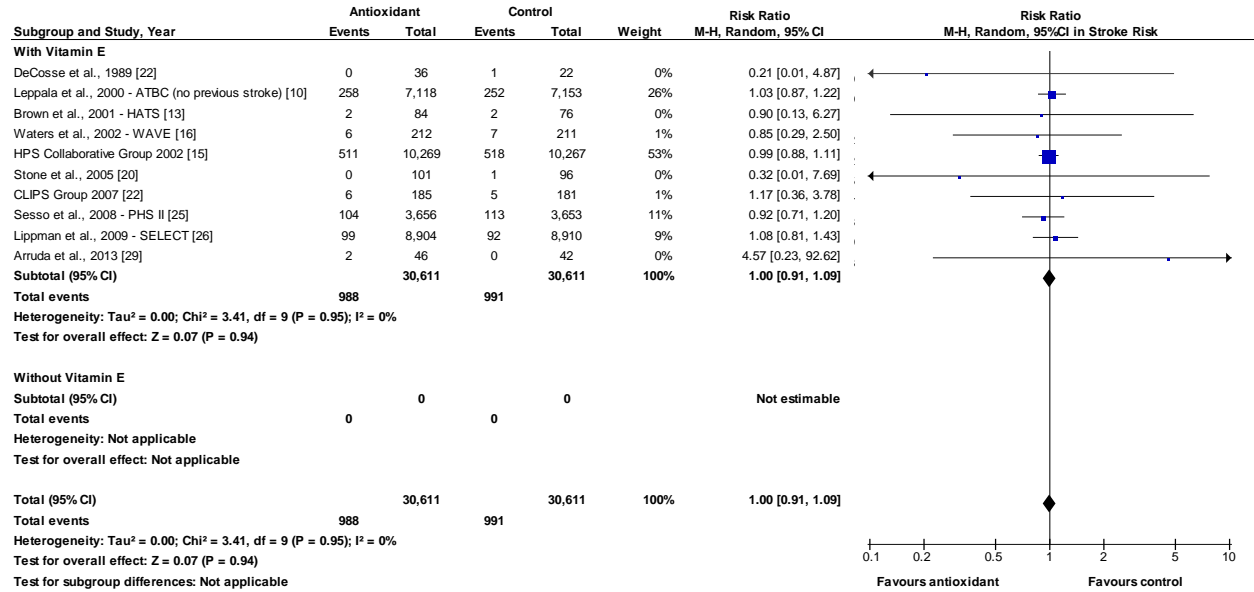 Antioxidant Control Risk Ratio Risk Ratio
Subgroup and Study, Year Events Total Events Total Weight M-H, Random, 95% CI M-H, Random, 95%CI in Stroke Risk
With Vitamin E
DeCosse et al., 1989 [22] 0 36 1 22 0% 0.21 [0.01, 4.87]
Leppala et al., 2000 - ATBC (no previous stroke) [10] 258 7,118 252 7,153 26% 1.03 [0.87, 1.22]
Brown et al., 2001 - HATS [13] 2 84 2 76 0% 0.90 [0.13, 6.27]
Waters et al., 2002 - WAVE [16] 6 212 7 211 1% 0.85 [0.29, 2.50]
HPS Collaborative Group 2002 [15] 511 10,269 518 10,267 53% 0.99 [0.88, 1.11]
Stone et al., 2005 [20] 0 101 1 96 0% 0.32 [0.01, 7.69]
CLIPS Group 2007 [22] 6 185 5 181 1% 1.17 [0.36, 3.78]
Sesso et al., 2008 - PHS II [25] 104 3,656 113 3,653 11% 0.92 [0.71, 1.20]
Lippman et al., 2009 - SELECT [26] 99 8,904 92 8,910 9% 1.08 [0.81, 1.43]
Arruda et al., 2013 [29] 2 46 0 42 0% 4.57 [0.23, 92.62]
Subtotal (95% CI) 30,611 30,611 100% 1.00 [0.91, 1.09]
Total events 988 991
Heterogeneity: Tau² = 0.00; Chi² = 3.41, df = 9 (P = 0.95); I² = 0%
Test for overall effect: Z = 0.07 (P = 0.94)
Without Vitamin E
Subtotal (95% CI) 0 0 Not estimable
Total events 0 0
Heterogeneity: Not applicable
Test for overall effect: Not applicable
Total (95% CI) 30,611 30,611 100% 1.00 [0.91, 1.09]
Total events 988 991
Heterogeneity: Tau² = 0.00; Chi² = 3.41, df = 9 (P = 0.95); I² = 0%
Test for overall effect: Z = 0.07 (P = 0.94)
Test for subgroup differences: Not applicable
0.1 0.2 0.5 1 2 5 10
Favours antioxidant Favours control